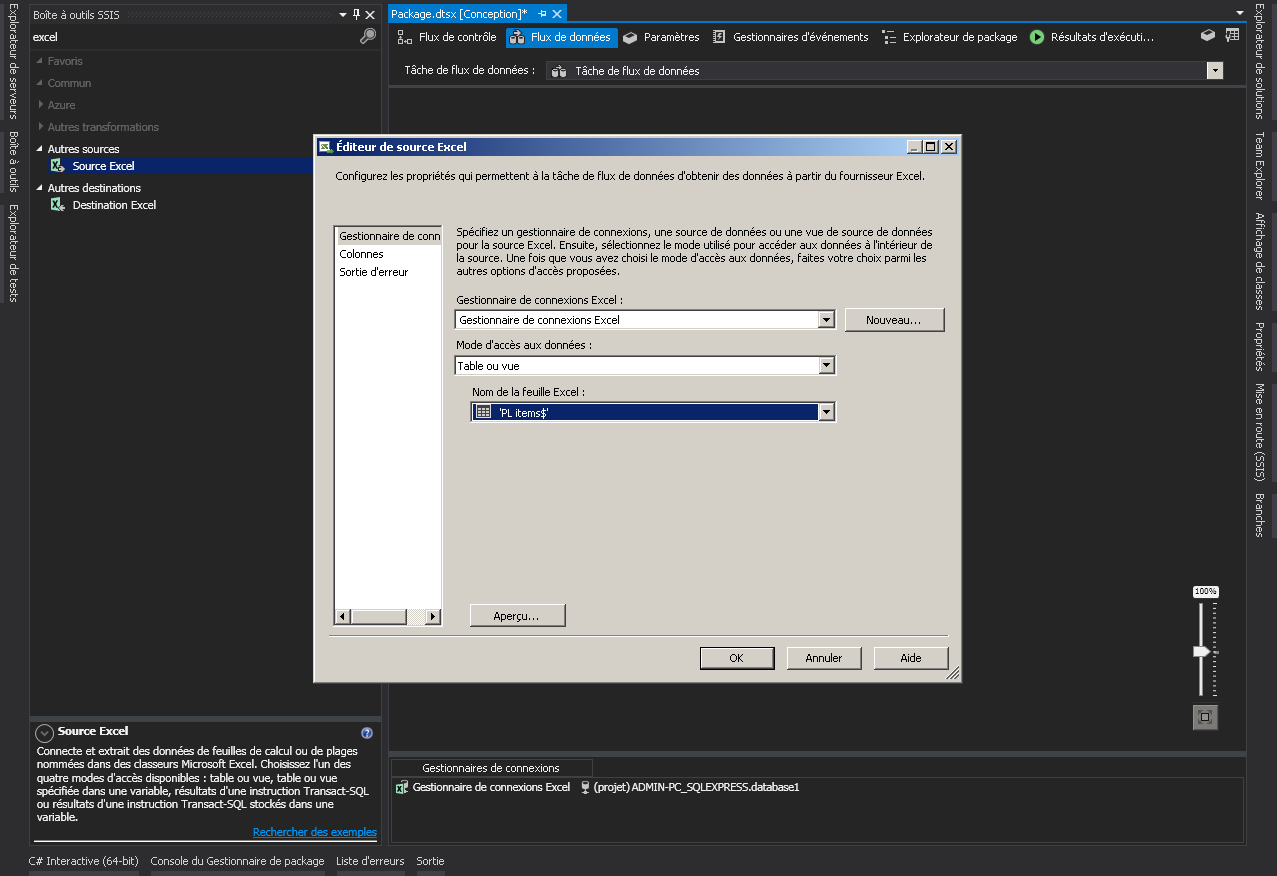 Explorateur de serveurs
Boîte à outils
Explorateur de tests
Boîte à outils SSIS
excel
Favoris
Commun
Azure
Autres transformations
Autres sources
Source Excel
Autres destinations
Destination Excel
Source Excel
Connecte et extrait des données de feuilles de calcul ou de plages
nommées dans des classeurs Microsoft Excel. Choisissez l'un des
quatre modes d'accès disponibles : table ou vue, table ou vue
spécifiée dans une variable, résultats d'une instruction Transact-SQL
ou résultats d'une instruction Transact-SQL stockés dans une
variable.
Rechercher des exemples
Package.dtsx [Conception]*
Flux de contrôle
Flux de données
Paramètres
Gestionnaires d'événements
Explorateur de package
Résultats d'exécuti...
Tâche de flux de données :
Tâche de flux de données
Éditeur de source Excel
Configurez les propriétés qui permettent à la tâche de flux de données d'obtenir des données à partir du fournisseur Excel.
Gestionnaire de conn
Colonnes
Sortie d'erreur
Spécifiez un gestionnaire de connexions, une source de données ou une vue de source de données
pour la source Excel. Ensuite, sélectionnez le mode utilisé pour accéder aux données à l'intérieur de
la source. Une fois que vous avez choisi le mode d'accès aux données, faites votre choix parmi les
autres options d'accès proposées.
Gestionnaire de connexions Excel :
Gestionnaire de connexions Excel
Nouveau...
Mode d'accès aux données :
Table ou vue
Nom de la feuille Excel :
'PL items$'
Aperçu...
OK
Annuler
Aide
100%
Gestionnaires de connexions
Gestionnaire de connexions Excel
(projet) ADMIN-PC_SQLEXPRESS.database1
Explorateur de solutions
Team Explorer
Affichage de classes
Propriétés
Mise en route (SSIS)
Branches
C# Interactive (64-bit)
Console du Gestionnaire de package
Liste d'erreurs
Sortie